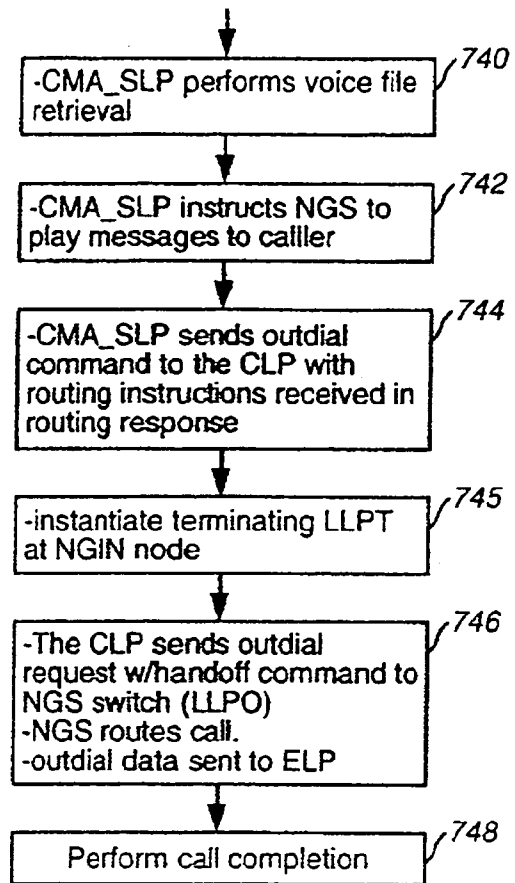 740
-CMA_SLP performs voice file
retrieval
742
-CMA_SLP instructs NGS to
play messages to calller
744
-CMA_SLP sends outdial
command to the CLP with
routing instructions received in
routing response
745
-instantiate terminating LLPT
at NGIN node
746
-The CLP sends outdial
request w/handoff command to
NGS switch (LLPO)
-NGS routes call.
-outdial data sent to ELP
748
Perform call completion